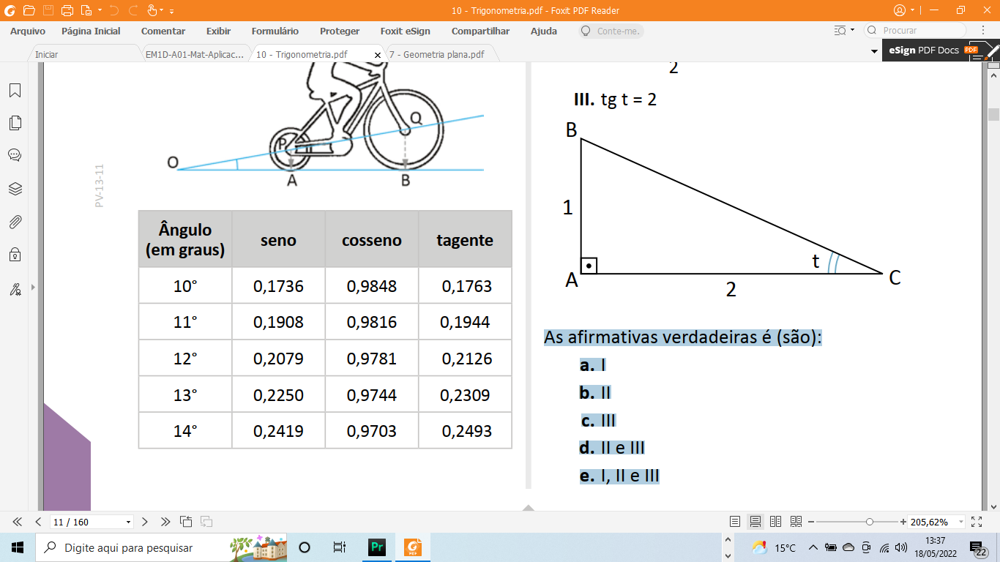 10 - Trigonometria.pdf - Foxit PDF Reader
Arquivo Página Inicial Comentar Exibir Formulário Proteger Foxit eSign Compartilhar Ajuda Conte-me. Procurar
Iniciar EM1D-A01-Mat-Aplicac... 10 - Trigonometria.pdf 7 - Geometria plana.pdf eSign PDF Docs PDF
O P Q A B
PV-13-11
Ângulo (em graus) seno cosseno tagente
10° 0,1736 0,9848 0,1763
11° 0,1908 0,9816 0,1944
12° 0,2079 0,9781 0,2126
13° 0,2250 0,9744 0,2309
14° 0,2419 0,9703 0,2493
2
III. tg t = 2
B
1
t
A
2
C
As afirmativas verdadeiras é (são):
a. I
b. II
c. III
d. II e III
e. I, II e III
11 / 160 205,62%
Digite aqui para pesquisar Pr 15°C 13:37
18/05/2022 22